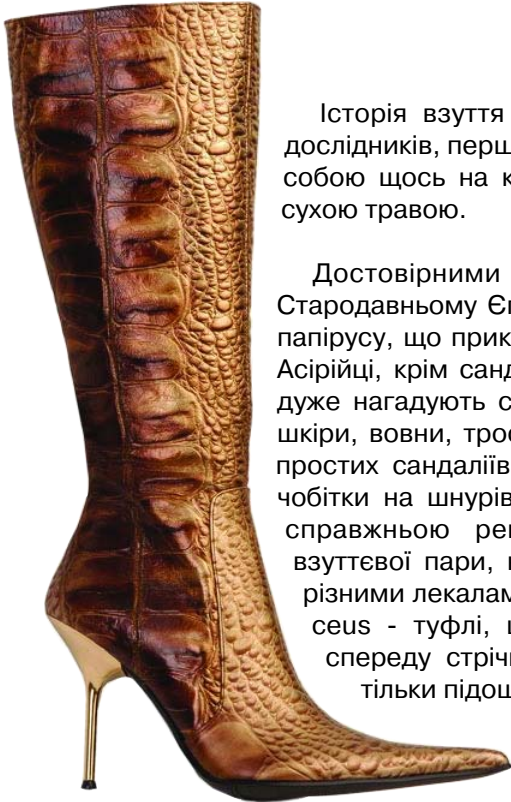 Історія взуття
дослідників, перш
собою щось на к
сухою травою.
Достовірними
Стародавньому Єг
папірусу, що прик
Асірійці, крім санд
дуже нагадують с
шкіри, вовни, трос
простих сандаліїв
чобітки на шнурів
справжньою рев
взуттєвої пари, п
різними лекалам
ceus - туфлі, ц
спереду стрічк
тільки підош